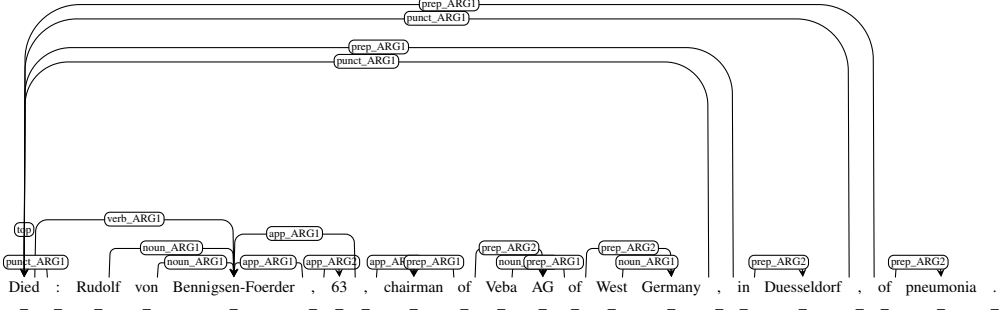 prep_ARG1
punct_ARG1
prep_ARG1
punct_ARG1
verb_ARG1
top
app_ARG1
noun_ARG1
prep_ARG2
prep_ARG2
punct_ARG1
noun_ARG1
app_ARG1
app_ARG2
prep_ARG1
prep_ARG1
noun_ARG1
prep_ARG2
prep_ARG2
Died : Rudolf von Bennigsen-Foerder , 63 , chairman of Veba AG of West Germany , in Duesseldorf , of pneumonia .
_ _ _ _ _ _ _ _ _ _ _ _ _ _ _ _ _ _ _ _ _ _